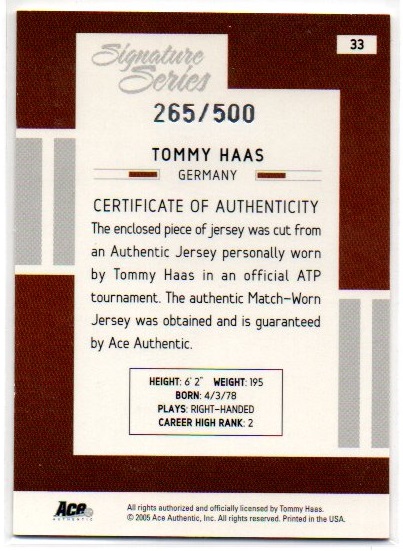 33
Signature
Series
265/500
TOMMY HAAS
GERMANY
CERTIFICATE OF AUTHENTICITY
The enclosed piece of jersey was cut from
an Authentic Jersey personally worn
by Tommy Haas in an official ATP
tournament. The authentic Match-Worn
Jersey was obtained and is guaranteed
by Ace Authentic.
HEIGHT: 6' 2" WEIGHT: 195
BORN: 4/3/78
PLAYS: RIGHT-HANDED
CAREER HIGH RANK: 2
Ace
AUTHENTIC
All rights authorized and officially licensed by Tommy Haas.
© 2005 Ace Authentic, Inc. All rights reserved. Printed in the USA.